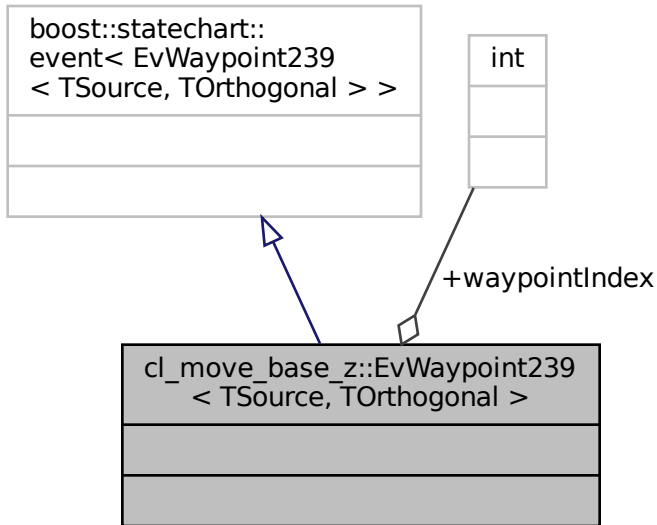 boost::statechart::
event< EvWaypoint239
< TSource, TOrthogonal > >
int
+waypointIndex
cl_move_base_z::EvWaypoint239
< TSource, TOrthogonal >